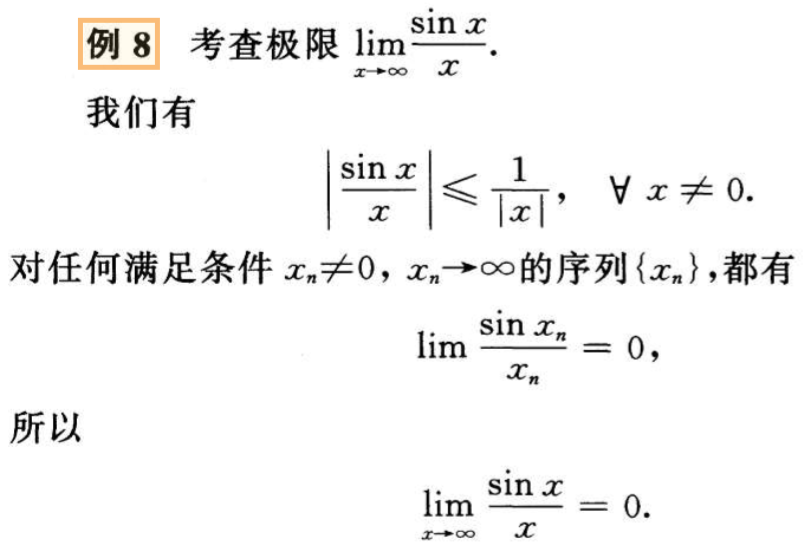 例 8 考查极限 $\lim_{x \to \infty} \frac{\sin x}{x}$.
我们有
$\left| \frac{\sin x}{x} \right| \leqslant \frac{1}{|x|}, \quad \forall \, x \neq 0.$
对任何满足条件 $x_n \neq 0$, $x_n \to \infty$的序列$\{x_n\}$,都有
$\lim \frac{\sin x_n}{x_n} = 0,$
所以
$\lim_{x \to \infty} \frac{\sin x}{x} = 0.$